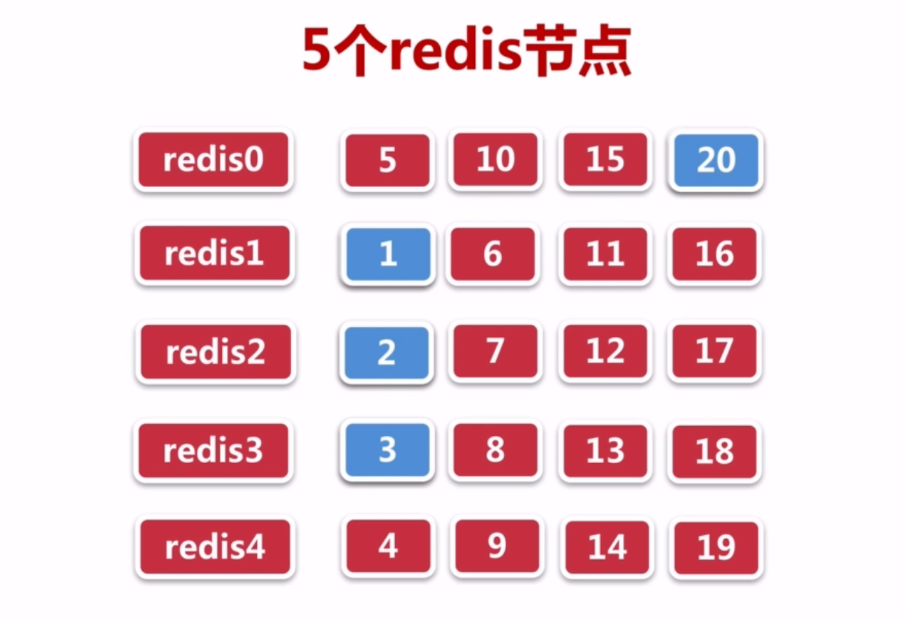 5个redis节点
redis0 5 10 15 20
redis1 1 6 11 16
redis2 2 7 12 17
redis3 3 8 13 18
redis4 4 9 14 19